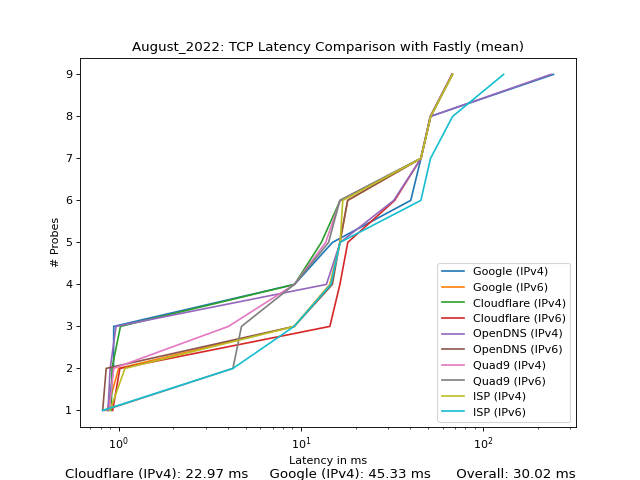 August_2022: TCP Latency Comparison with Fastly (mean)
9
8
7
6
5
4
3
2
1
# Probes
Google (IPv4)
Google (IPv6)
Cloudflare (IPv4)
Cloudflare (IPv6)
OpenDNS (IPv4)
OpenDNS (IPv6)
Quad9 (IPv4)
Quad9 (IPv6)
ISP (IPv4)
ISP (IPv6)
10⁰ 10¹ 10²
Latency in ms
Cloudflare (IPv4): 22.97 ms Google (IPv4): 45.33 ms Overall: 30.02 ms